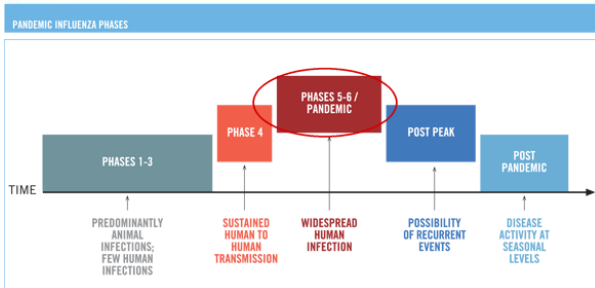 PANDEMIC INFLUENZA PHASES
PHASES 5-6 /
PANDEMIC
PHASE 4
POST PEAK
PHASES 1-3
POST
PANDEMIC
TIME
PREDOMINANTLY
ANIMAL
INFECTIONS;
FEW HUMAN
INFECTIONS
SUSTAINED
HUMAN TO
HUMAN
TRANSMISSION
WIDESPREAD
HUMAN
INFECTION
POSSIBILITY
OF RECURRENT
EVENTS
DISEASE
ACTIVITY AT
SEASONAL
LEVELS